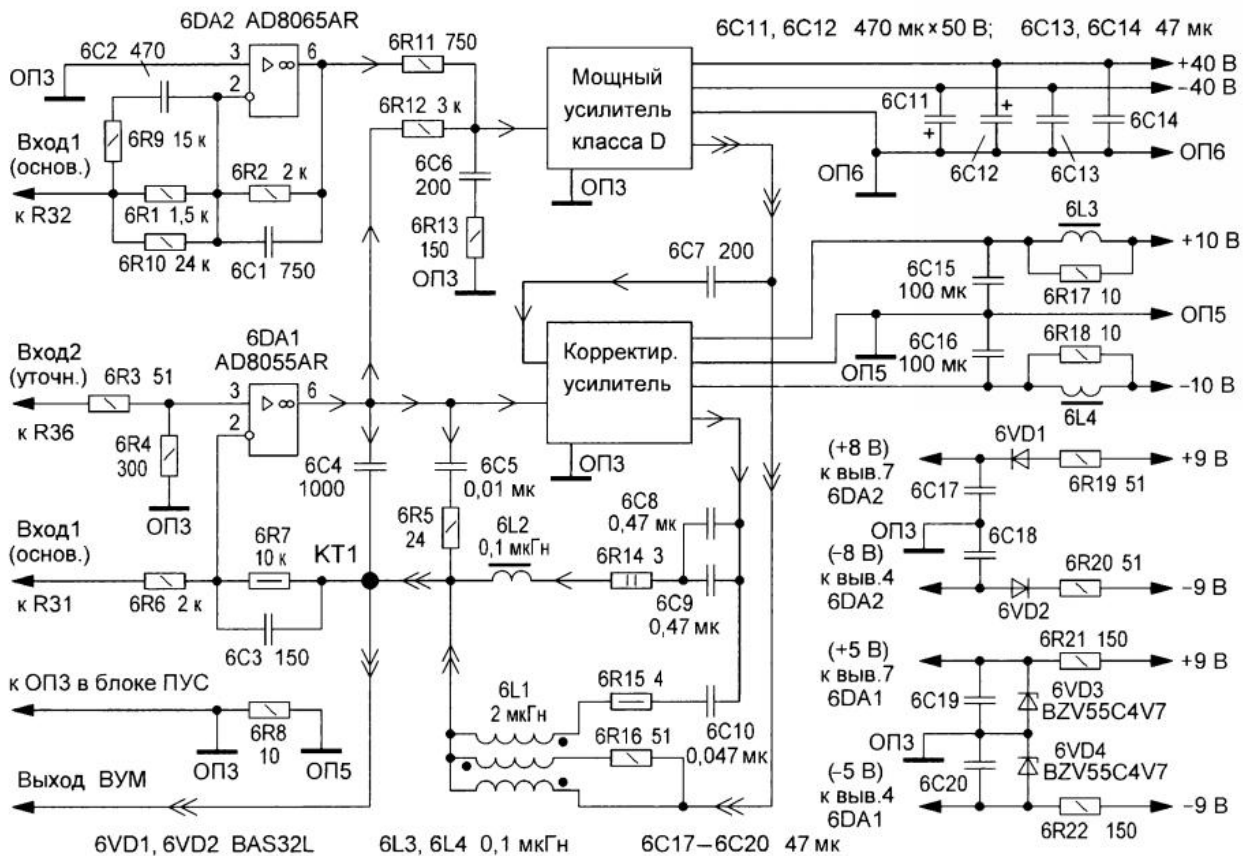 6DA2 AD8065AR
6C2 470
3
6
2
▷∞
ОП3
6R9 15 к
Вход1
(основ.)
к R32
6R1 1,5 к
6R2 2 к
6R10 24 к
6C1 750
6R11 750
6R12 3 к
6C6
200
6R13
150
ОП3
Мощный
усилитель
класса D
ОП3
6C11, 6C12 470 мк×50 В; 6C13, 6C14 47 мк
+40 В
−40 В
6C11
+
+
6C14
6C12
6C13
ОП6
ОП6
6C7 200
6L3
+10 В
6C15
100 мк
6R17 10
ОП5
6R18 10
6C16
100 мк
ОП5
−10 В
6L4
Корректир.
усилитель
ОП3
6DA1
AD8055AR
Вход2
(уточн.)
6R3 51
3
6
2
▷∞
к R36
6R4
300
ОП3
6C4
1000
6C5
0,01 мк
6R5
24
6L2
0,1 мкГн
6C8
0,47 мк
6R14 3
6C9
0,47 мк
Вход1
(основ.)
6R7
10 к
КТ1
к R31
6R6 2 к
6C3 150
к ОП3 в блоке ПУС
6R8
10
ОП3
ОП5
Выход ВУМ
6L1
2 мкГн
6R15 4
6R16 51
6C10
0,047 мк
(+8 В)
к выв.7
6DA2
6VD1
+9 В
6C17
6R19 51
ОП3
6C18
(−8 В)
к выв.4
6DA2
6R20 51
−9 В
6VD2
(+5 В)
к выв.7
6DA1
6R21 150
+9 В
6C19
6VD3
BZV55C4V7
ОП3
6VD4
BZV55C4V7
6C20
(−5 В)
к выв.4
6DA1
−9 В
6R22 150
6VD1, 6VD2 BAS32L 6L3, 6L4 0,1 мкГн 6C17−6C20 47 мк